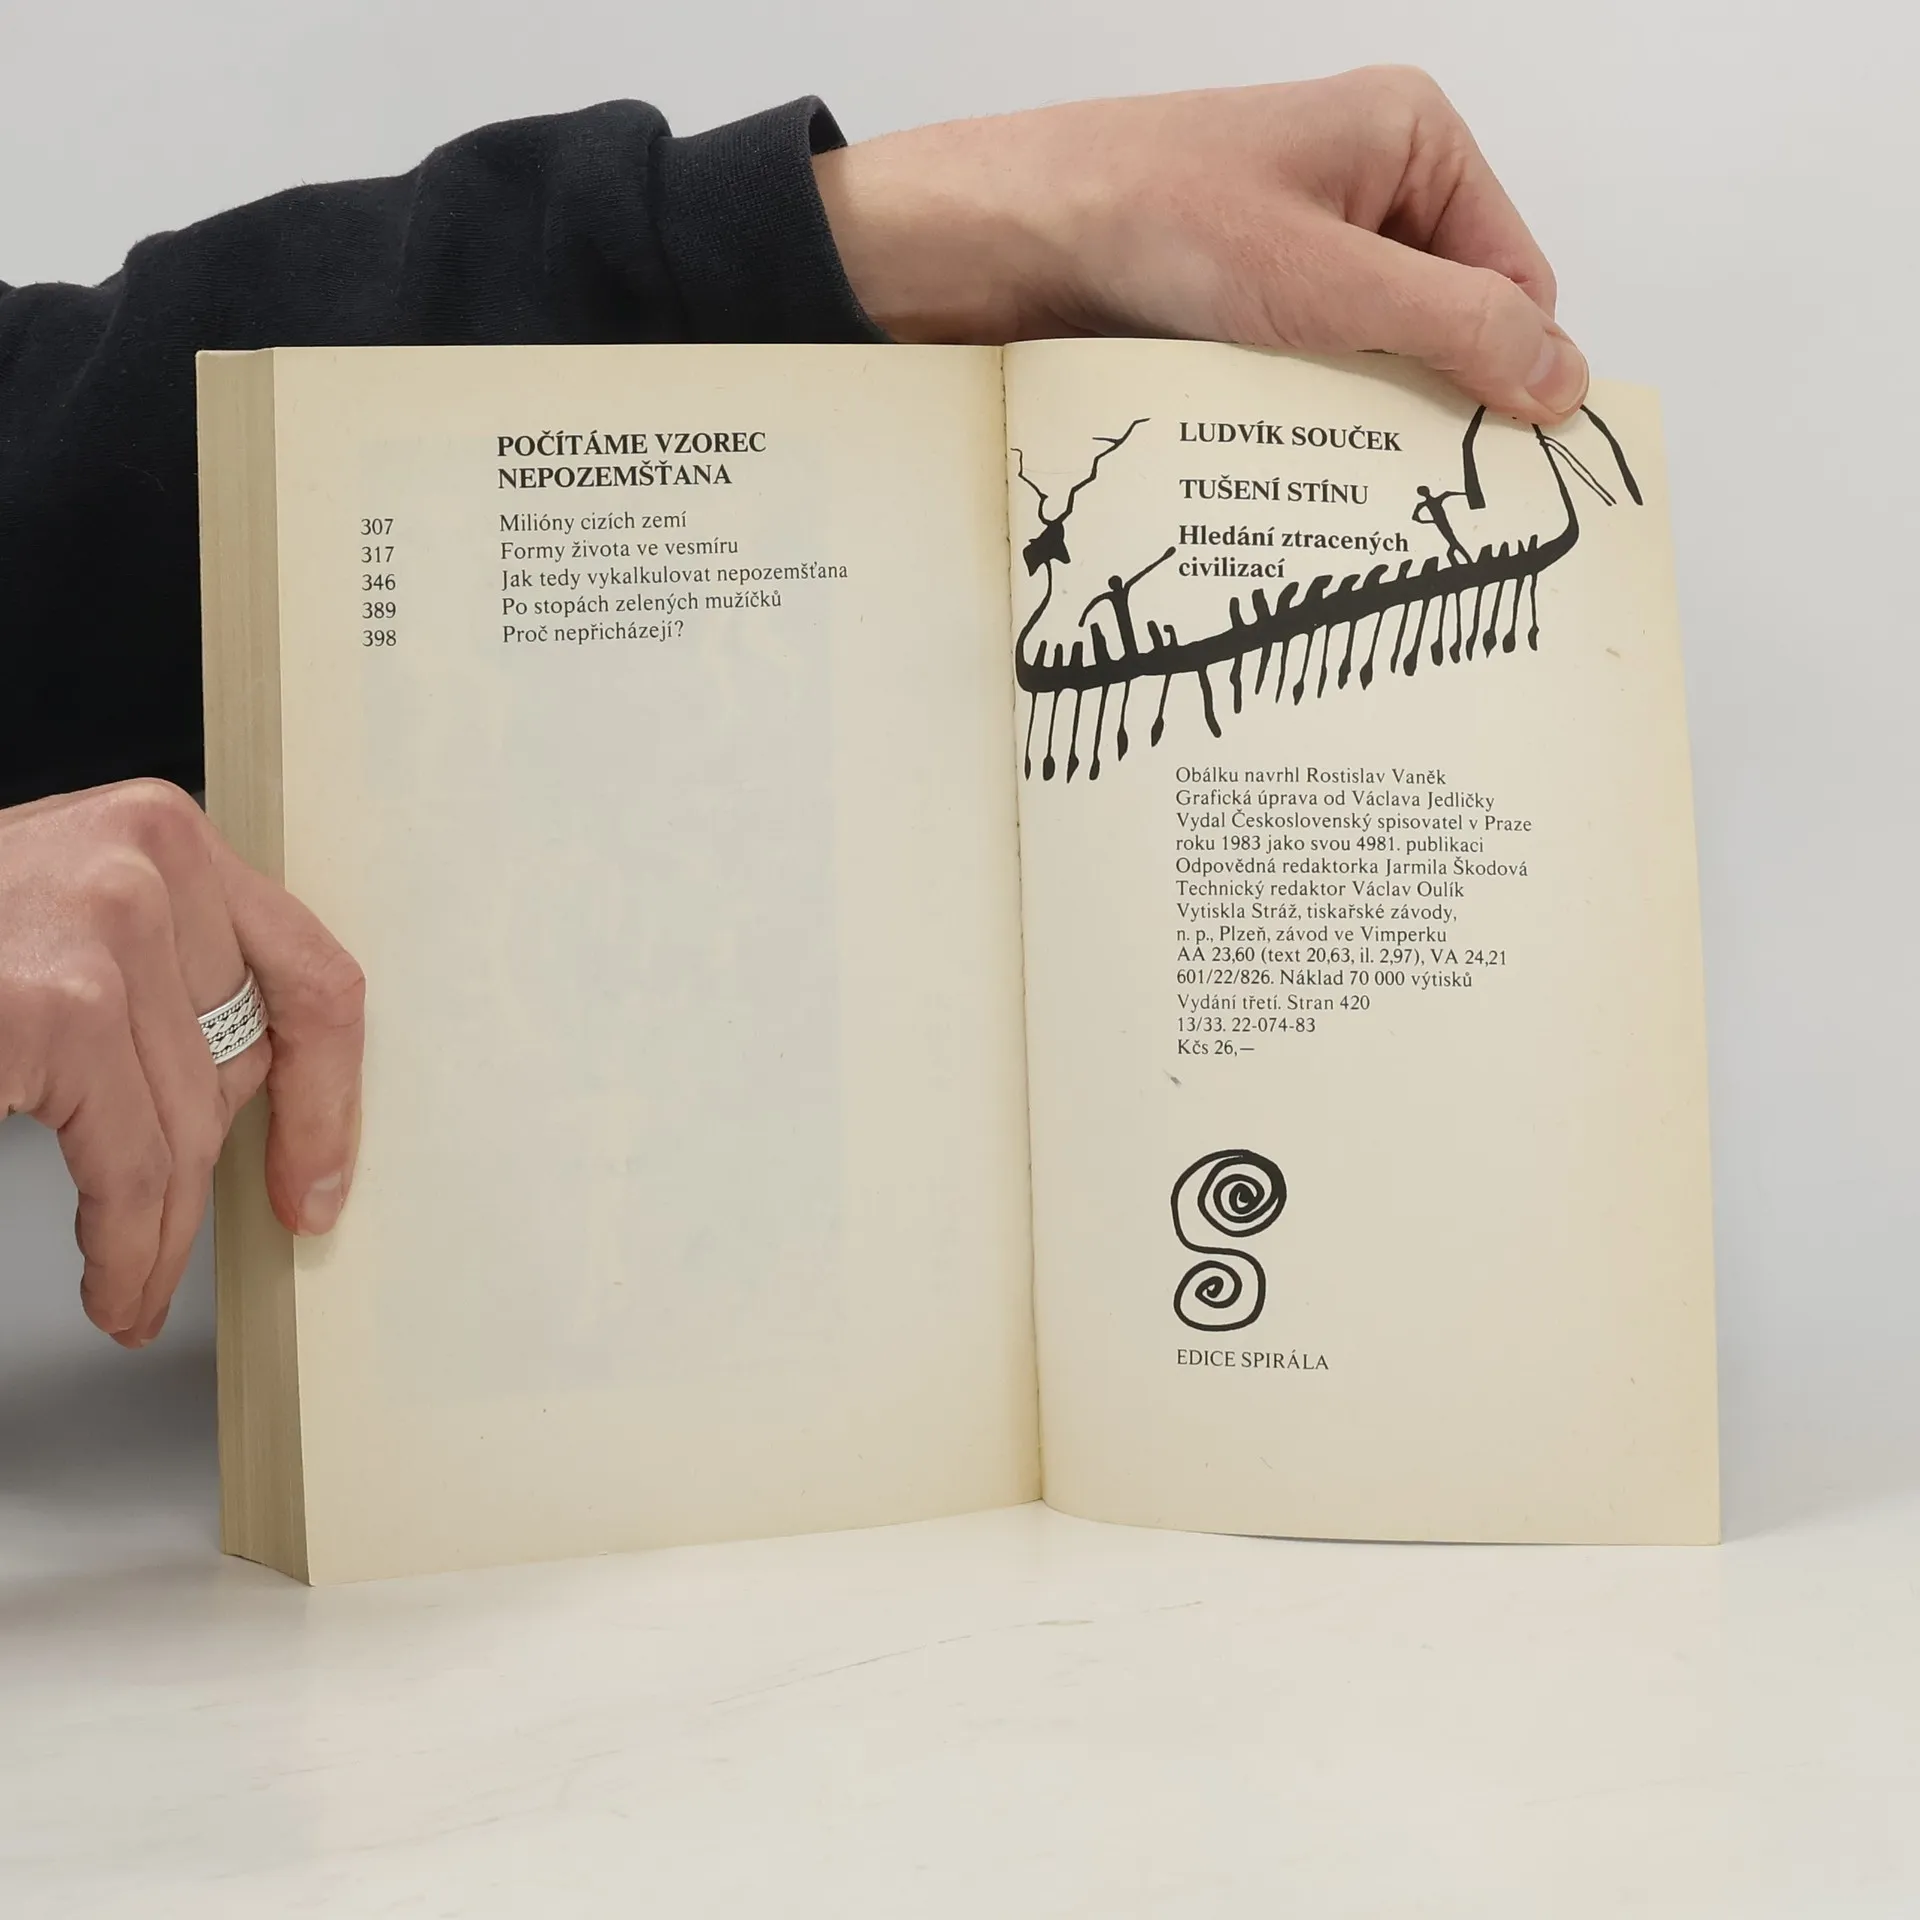 POČÍTÁME VZOREC
NEPOZEMŠŤANA
307 Milióny cizích zemí
317 Formy života ve vesmíru
346 Jak tedy vykalkulovat nepozemšťana
389 Po stopách zelených mužíčků
398 Proč nepřicházejí?
LUDVÍK SOUČEK
TUŠENÍ STÍNU
Hledání ztracených
civilizací
Obálku navrhl Rostislav Vaněk
Grafická úprava od Václava Jedličky
Vydal Československý spisovatel v Praze
roku 1983 jako svou 4981. publikaci
Odpovědná redaktorka Jarmila Škodová
Technický redaktor Václav Oulík
Vytiskla Stráž, tiskařské závody,
n. p., Plzeň, závod ve Vimperku
AA 23,60 (text 20,63, il. 2,97), VA 24,21
601/22/826. Náklad 70 000 výtisků
Vydání třetí. Stran 420
13/33. 22-074-83
Kčs 26,—
EDICE SPIRÁLA